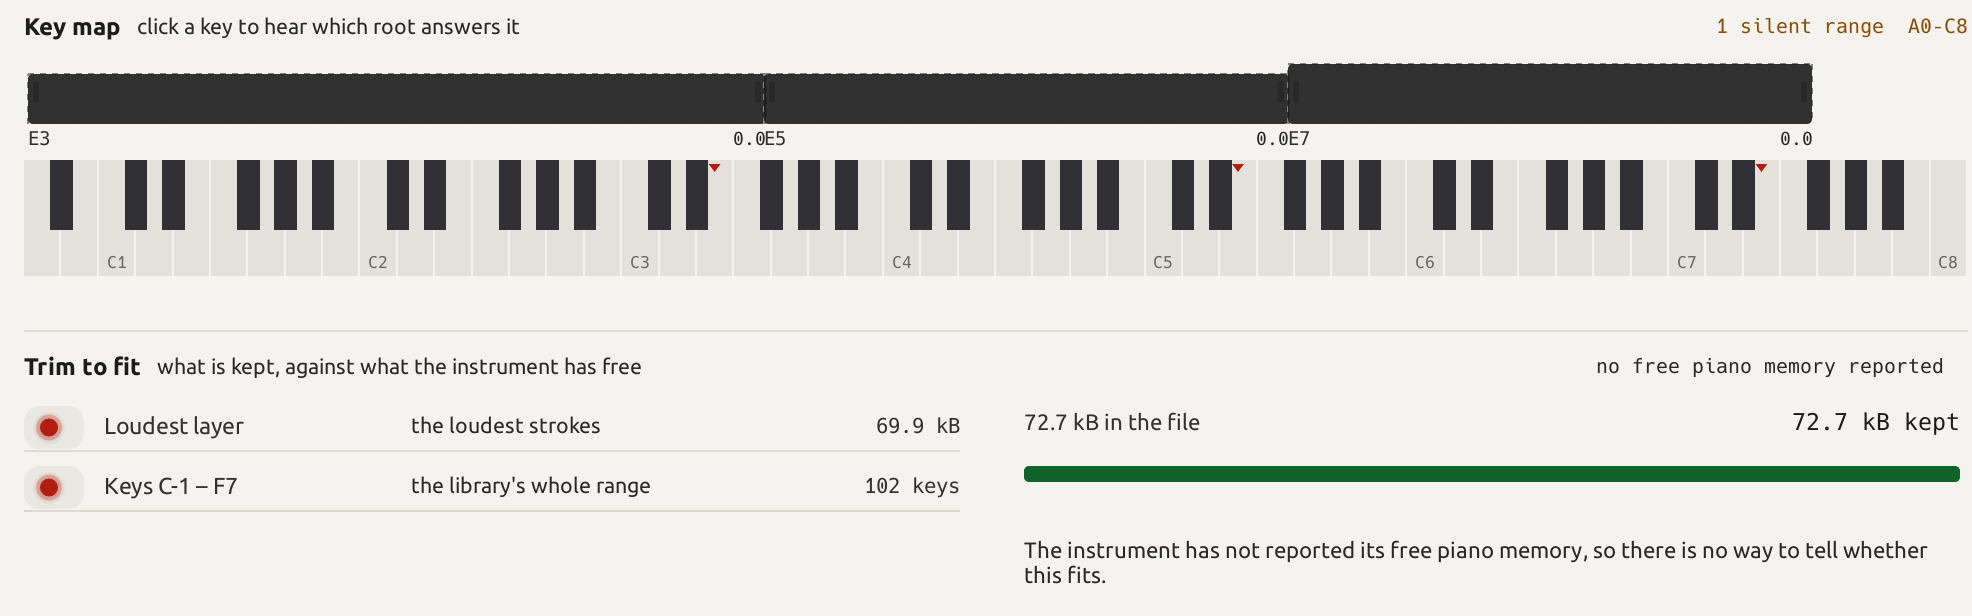 Key map click a key to hear which root answers it 1 silent range A0-C8
E3 0.0E5 0.0E7 0.0
C1 C2 C3 C4 C5 C6 C7 C8
Trim to fit what is kept, against what the instrument has free no free piano memory reported
Loudest layer the loudest strokes 69.9 kB
72.7 kB in the file 72.7 kB kept
Keys C-1 – F7 the library's whole range 102 keys
The instrument has not reported its free piano memory, so there is no way to tell whether
this fits.